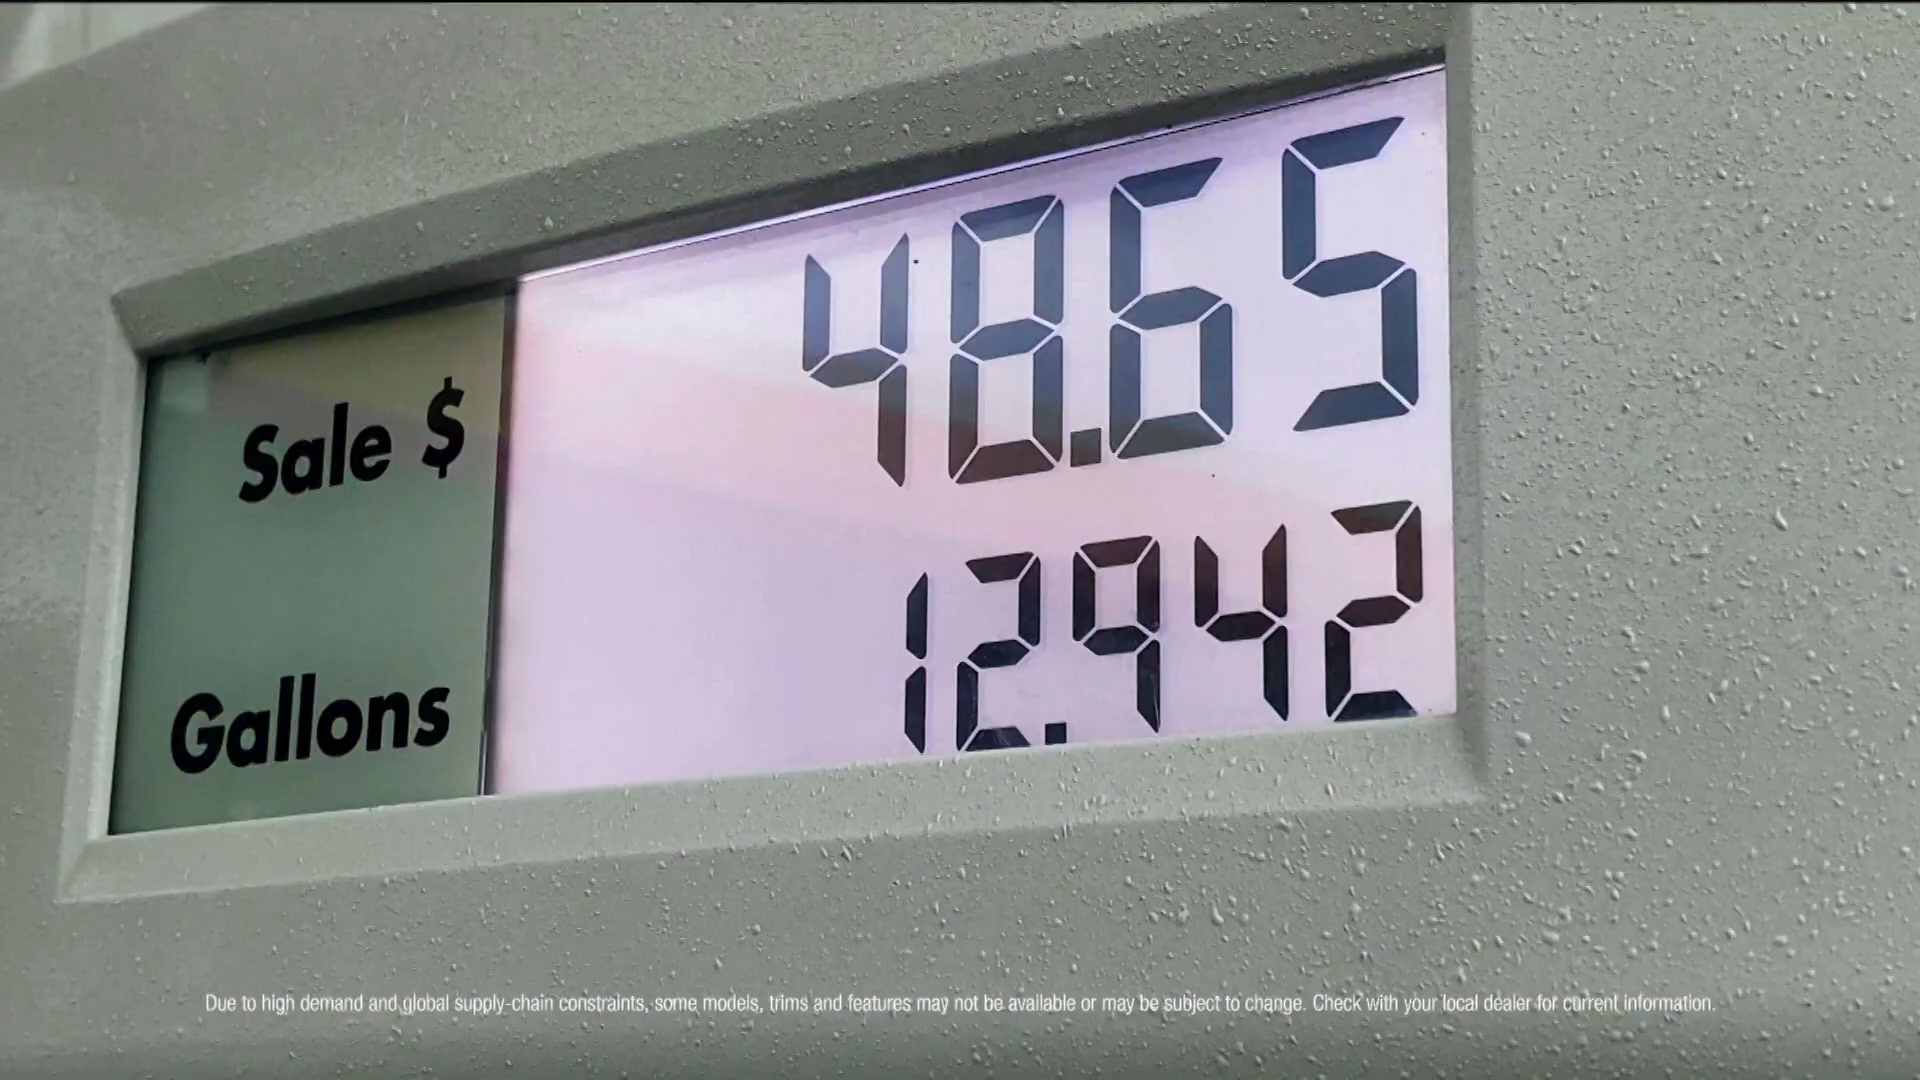 Sale $ 48.65
Gallons 12.942
Due to high demand and global supply-chain constraints, some models, trims and features may not be available or may be subject to change. Check with your local dealer for current information.